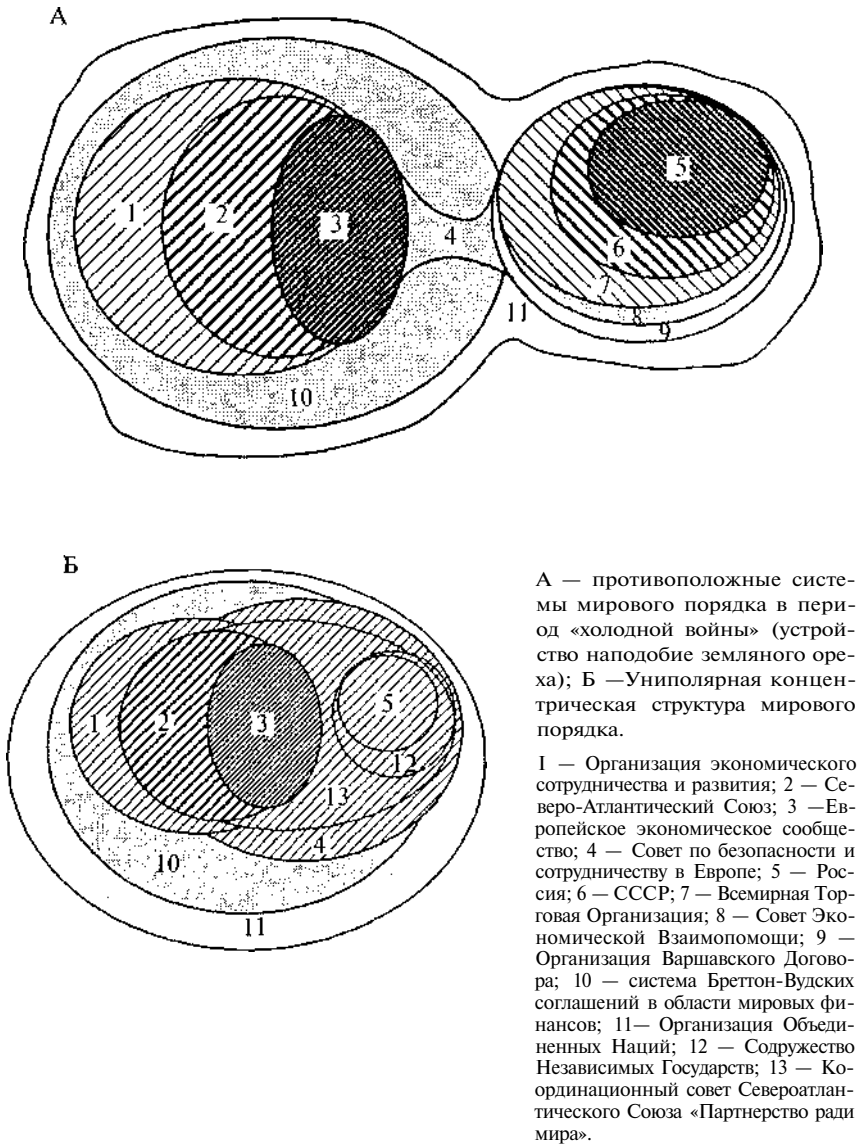 А
1
2
3
4
5
6
7
8
9
10
11
Б
1
2
3
4
5
12
13
10
11
А — противоположные систе-
мы мирового порядка в пери-
од «холодной войны» (устрой-
ство наподобие земляного оре-
ха); Б —Униполярная концен-
трическая структура мирового
порядка.
I — Организация экономического
сотрудничества и развития; 2 — Се-
веро-Атлантический Союз; 3 —Ев-
ропейское экономическое сообще-
ство; 4 — Совет по безопасности и
сотрудничеству в Европе; 5 — Рос-
сия; 6 — СССР; 7 — Всемирная Тор-
говая Организация; 8 — Совет Эко-
номической Взаимопомощи; 9 —
Организация Варшавского Догово-
ра; 10 — система Бреттон-Вудских
соглашений в области мировых фи-
нансов; 11— Организация Объеди-
ненных Наций; 12 — Содружество
Независимых Государств; 13 — Ко-
ординационный совет Североатлан-
тического Союза «Партнерство ради
мира».